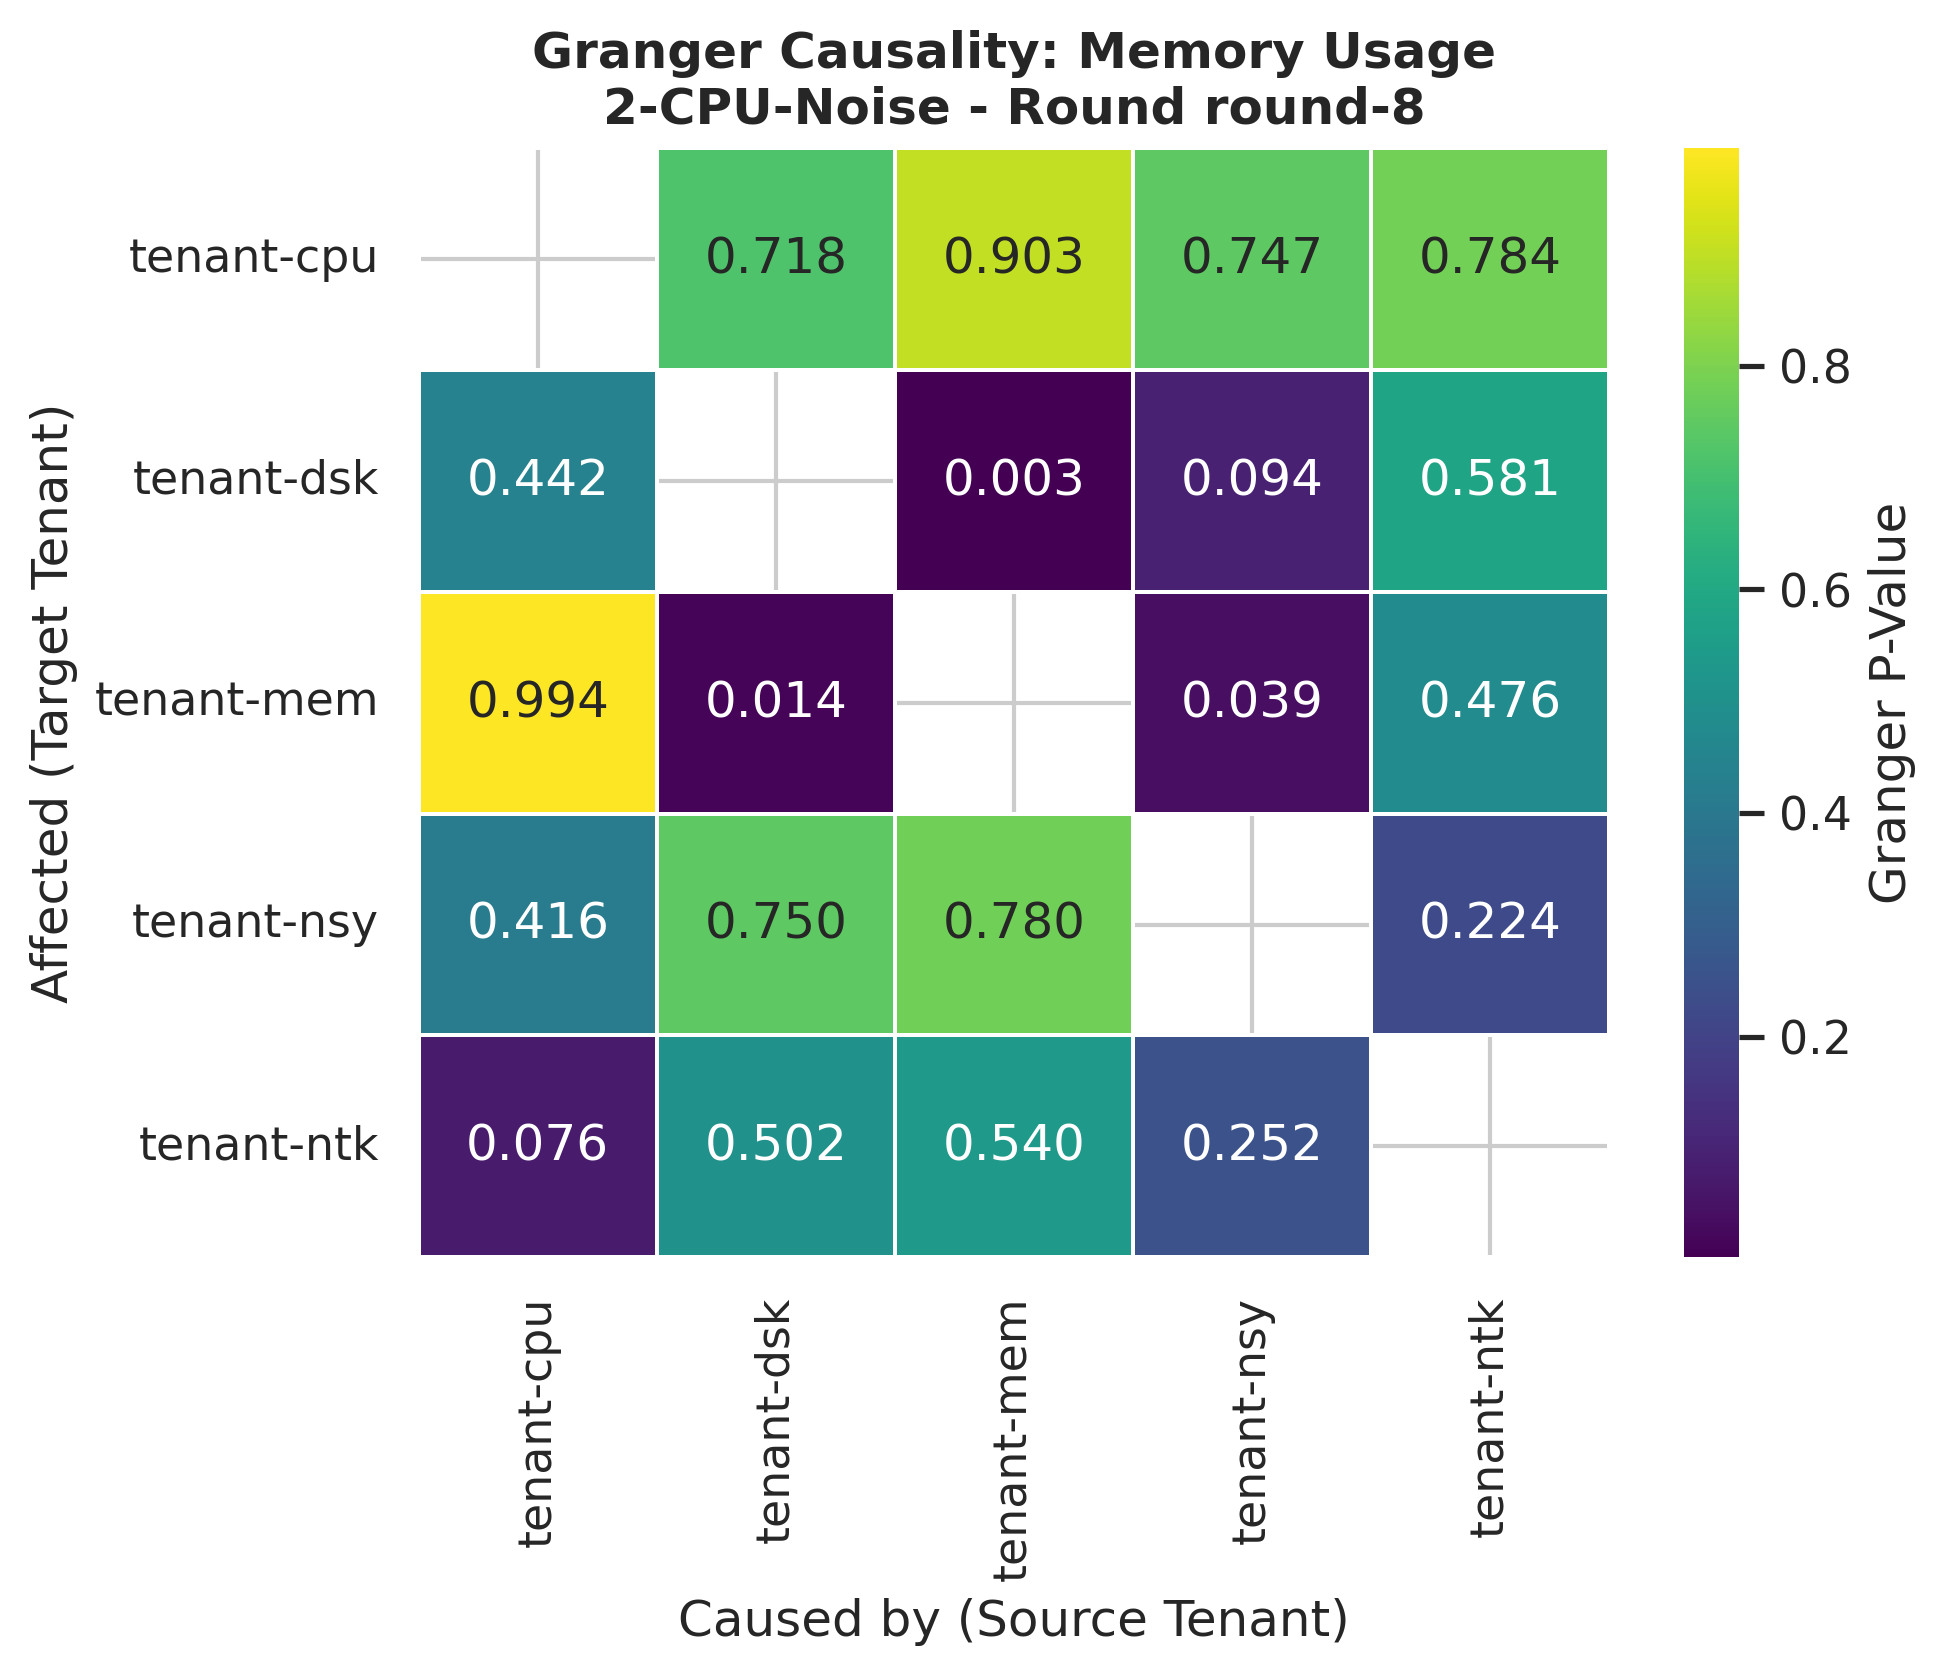 Granger Causality: Memory Usage
2-CPU-Noise - Round round-8
Affected (Target Tenant)
tenant-cpu 0.718 0.903 0.747 0.784
tenant-dsk 0.442 0.003 0.094 0.581
tenant-mem 0.994 0.014 0.039 0.476
tenant-nsy 0.416 0.750 0.780 0.224
tenant-ntk 0.076 0.502 0.540 0.252
tenant-cpu tenant-dsk tenant-mem tenant-nsy tenant-ntk
Caused by (Source Tenant)
0.8
0.6
0.4
0.2
Granger P-Value